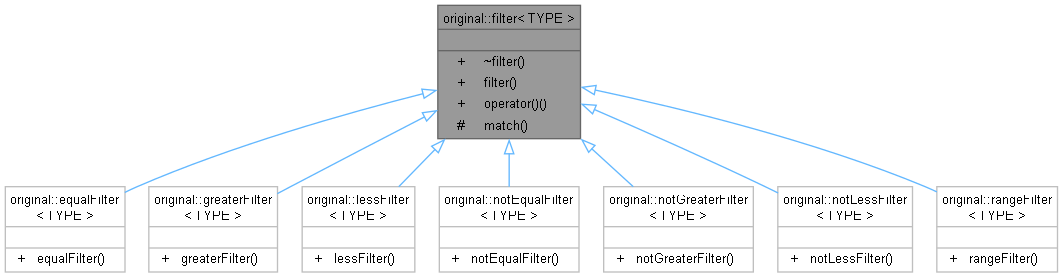 original::filter< TYPE >
+ ~filter()
+ filter()
+ operator()()
# match()
original::equalFilter
< TYPE >
+ equalFilter()
original::greaterFilter
< TYPE >
+ greaterFilter()
original::lessFilter
< TYPE >
+ lessFilter()
original::notEqualFilter
< TYPE >
+ notEqualFilter()
original::notGreaterFilter
< TYPE >
+ notGreaterFilter()
original::notLessFilter
< TYPE >
+ notLessFilter()
original::rangeFilter
< TYPE >
+ rangeFilter()